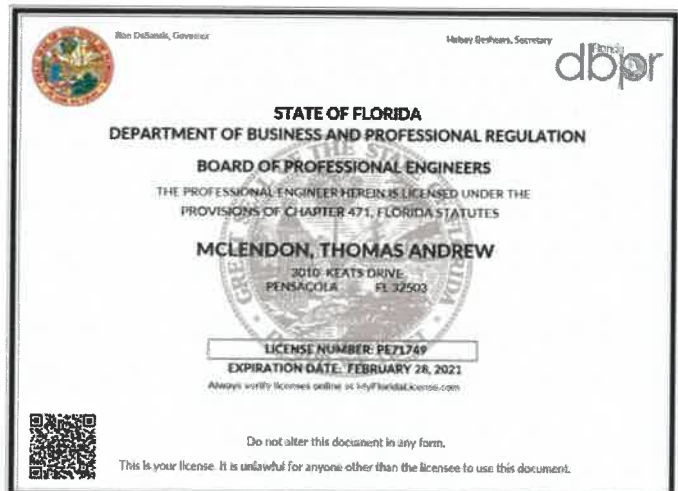 Ron DeSantis, Governor
Halsey Beshears, Secretary
Florida
dbpr
STATE OF FLORIDA
DEPARTMENT OF BUSINESS AND PROFESSIONAL REGULATION
BOARD OF PROFESSIONAL ENGINEERS
THE PROFESSIONAL ENGINEER HEREIN IS LICENSED UNDER THE
PROVISIONS OF CHAPTER 471, FLORIDA STATUTES
MCLENDON, THOMAS ANDREW
3010 KEATS DRIVE
PENSACOLA FL 32503
LICENSE NUMBER: PE71749
EXPIRATION DATE: FEBRUARY 28, 2021
Always verify licenses online at MyFloridaLicense.com
Do not alter this document in any form.
This is your license. It is unlawful for anyone other than the licensee to use this document.